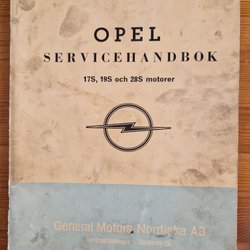 OPEL
SERVICEHANDBOK
17S, 19S och 28S motorer
General Motors Nordiska AB